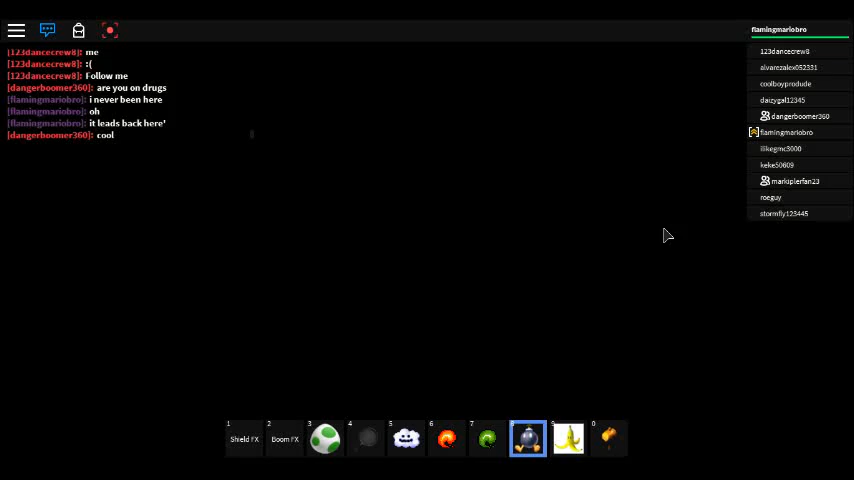 flamingmariobro
[123dancecrew8]: me
[123dancecrew8]: :(
[123dancecrew8]: Follow me
[dangerboomer360]: are you on drugs
[flamingmariobro]: i never been here
[flamingmariobro]: oh
[flamingmariobro]: it leads back here'
[dangerboomer360]: cool
123dancecrew8
alvarezalex052331
coolboyprodude
daizygal12345
dangerboomer360
flamingmariobro
ilikegmc3000
keke50609
markiplerfan23
roeguy
stormfly123445
1 Shield FX
2 Boom FX
3
4
5
6
7
8
9
0